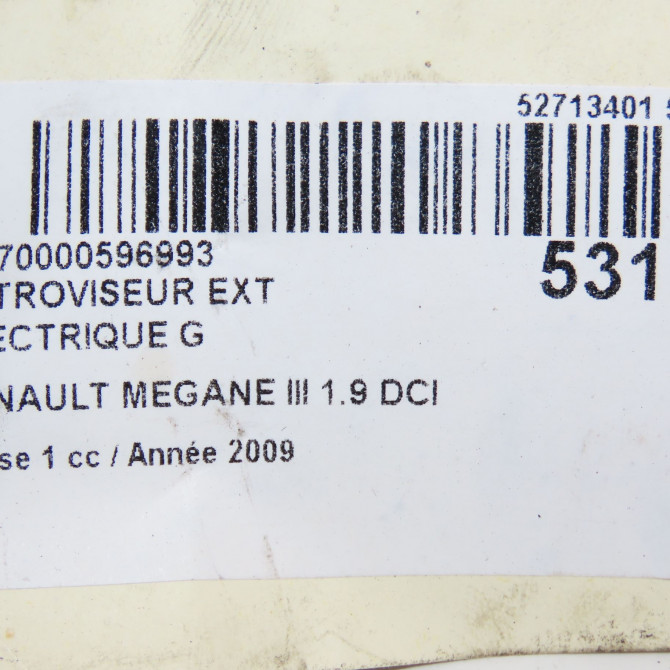 52713401 5
70000596993
531
TROVISEUR EXT
ECTRIQUE G
NAULT MEGANE III 1.9 DCI
se 1 cc / Année 2009